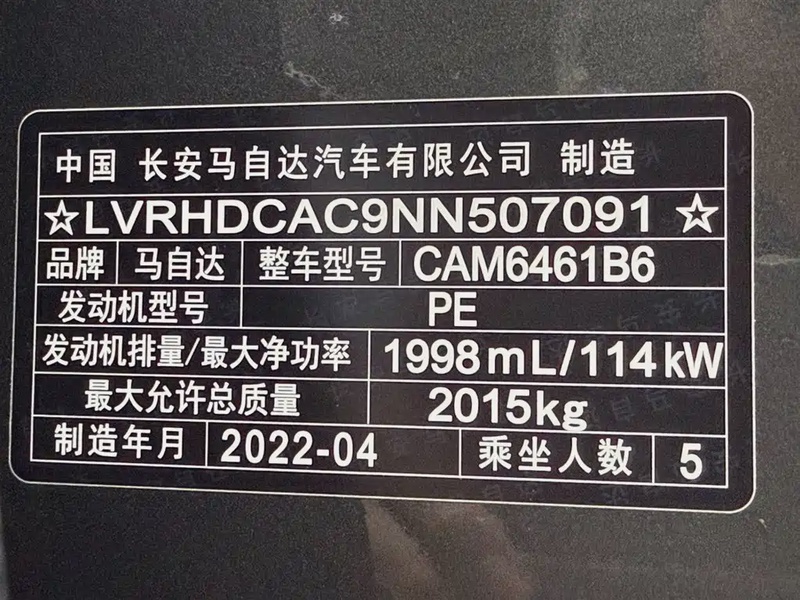 中国 长安马自达汽车有限公司 制造
☆LVRHDCAC9NN507091☆
品牌 马自达 整车型号 CAM6461B6
发动机型号 PE
发动机排量/最大净功率 1998mL/114kW
最大允许总质量 2015kg
制造年月 2022-04 乘坐人数 5